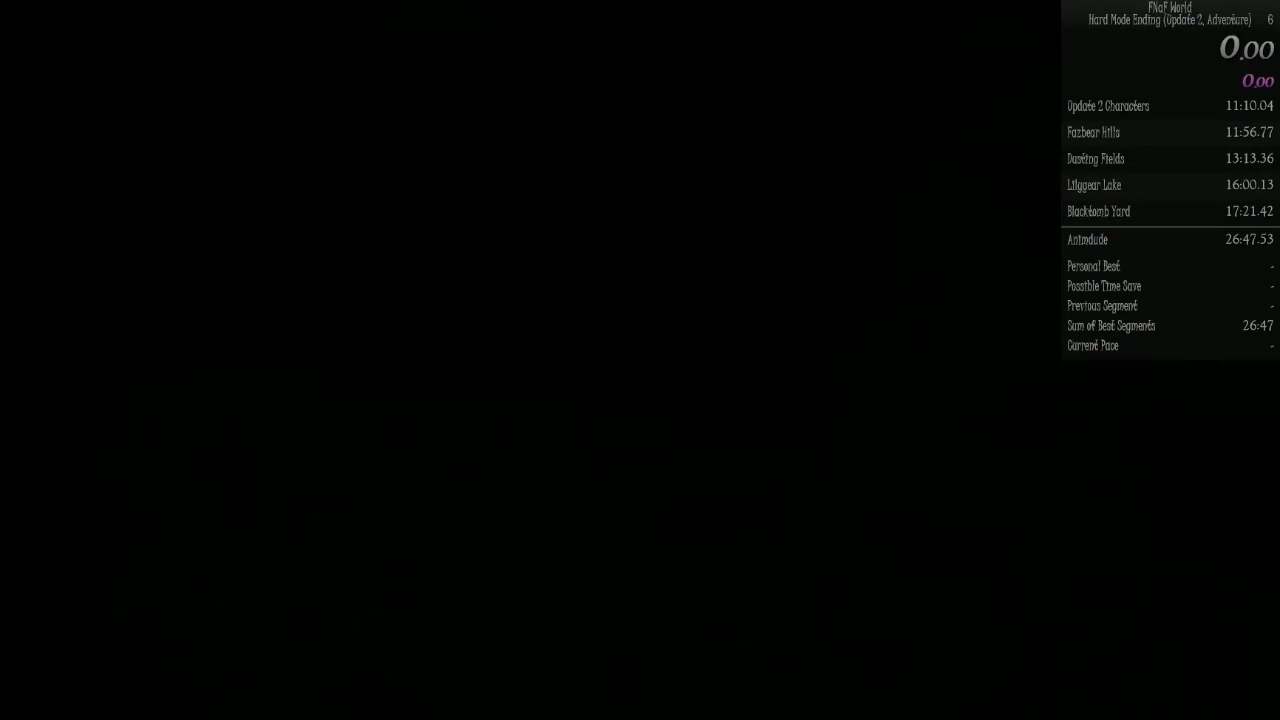 FNaF World
Hard Mode Ending (Update 2, Adventure) 6
0.00
0.00
Update 2 Characters 11:10.04
Fazbear Hills 11:56.77
Dusting Fields 13:13.36
Lilygear Lake 16:00.13
Blacktomb Yard 17:21.42
Animdude 26:47.53
Personal Best -
Possible Time Save -
Previous Segment -
Sum of Best Segments 26:47
Current Pace -